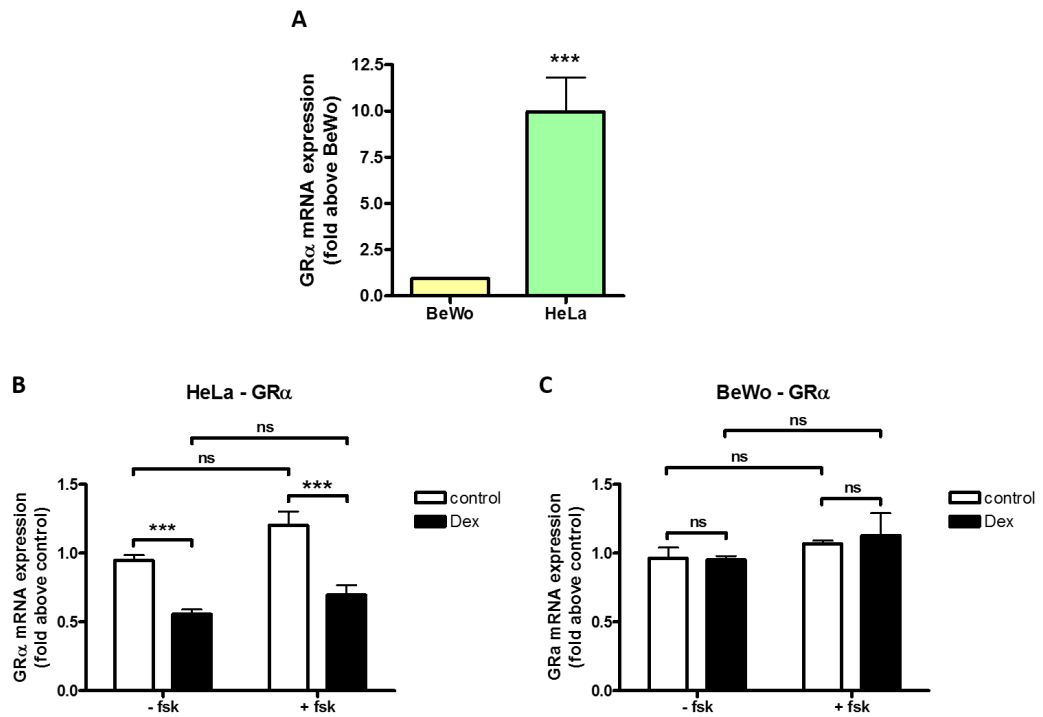 A
GRα mRNA expression
(fold above BeWo)
12.5
10.0
7.5
5.0
2.5
0.0
***
BeWo
HeLa
B
HeLa - GRα
ns
ns
***
***
GRα mRNA expression
(fold above control)
1.5
1.0
0.5
0.0
- fsk
+ fsk
control
Dex
C
BeWo - GRα
ns
ns
ns
ns
GRa mRNA expression
(fold above control)
1.5
1.0
0.5
0.0
- fsk
+ fsk
control
Dex